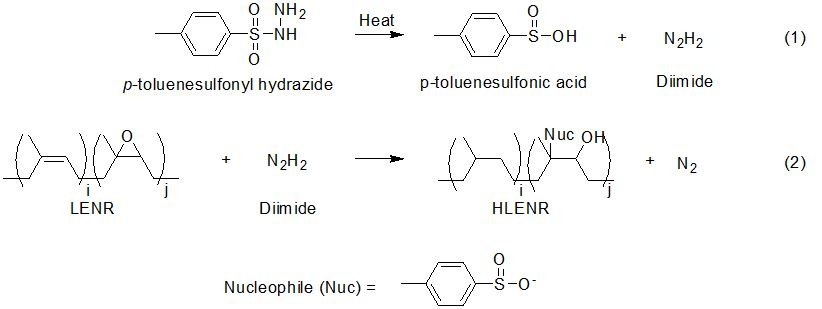 O NH2
S NH
O
Heat
O
S OH + N2H2 (1)
p-toluenesulfonyl hydrazide p-toluenesulfonic acid Diimide
O Nuc OH
+ N2H2 + N2 (2)
i j i j
LENR Diimide HLENR
O
Nucleophile (Nuc) = S O-